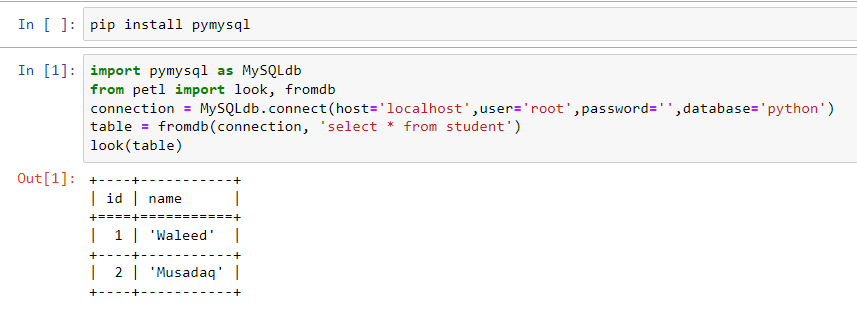 In [ ]: pip install pymysql
In [1]: import pymysql as MySQLdb
from petl import look, fromdb
connection = MySQLdb.connect(host='localhost',user='root',password='',database='python')
table = fromdb(connection, 'select * from student')
look(table)
Out[1]: +----+-----------+
| id | name      |
+====+===========+
|  1 | 'Waleed'  |
+----+-----------+
|  2 | 'Musadaq' |
+----+-----------+